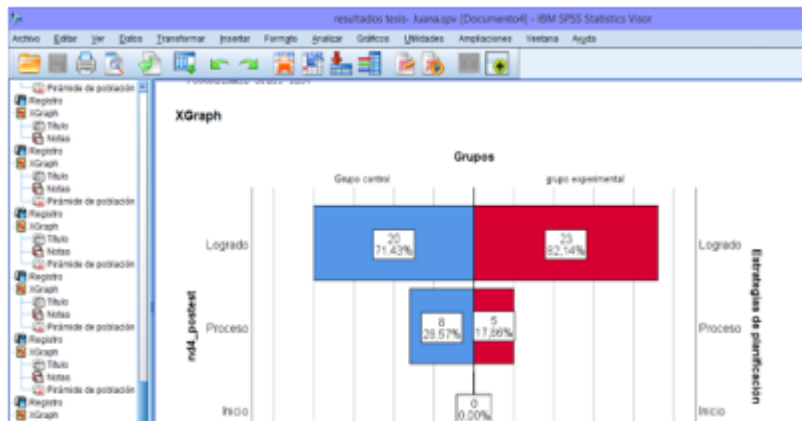 resultados tesis- Juana.spv [Documento4] - IBM SPSS Statistics Visor
Archivo Editar Ver Datos Transformar Insertar Formato Analizar Gráficos Utilidades Ampliaciones Ventana Ayuda
Pirámide de población
Registro
XGraph
Título
Notas
Registro
XGraph
Título
Notas
Pirámide de población
Registro
XGraph
Título
Notas
Pirámide de población
Registro
XGraph
Título
Notas
Pirámide de población
Registro
XGraph
Título
Notas
Pirámide de población
Registro
XGraph
XGraph
Grupos
Grupo control grupo experimental
Logrado
20
71.43%
23
82,14%
Logrado
nd4_postest
Proceso
8
28.57%
5
17,86%
Proceso
Estrategias de planificación
Inicio
0
0.00%
Inicio